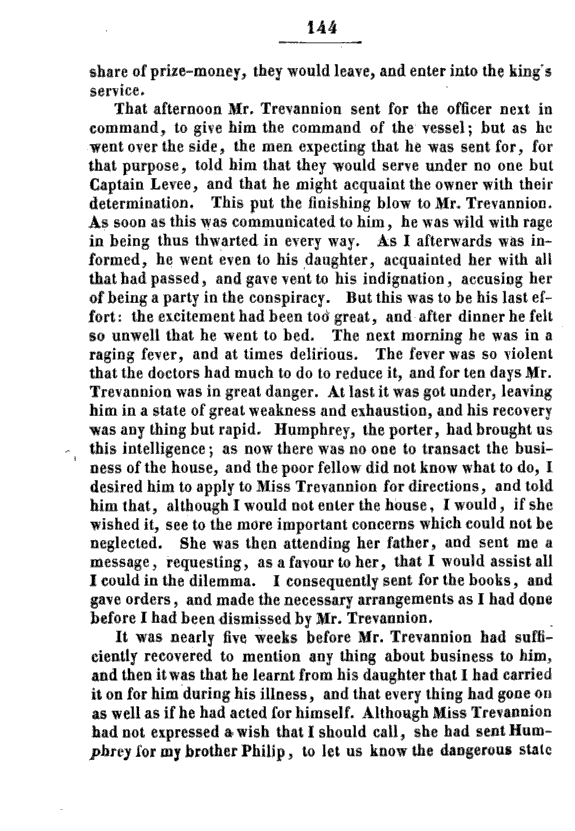 144
share of prize-money, they would leave, and enter into the king's
service.
That afternoon Mr. Trevannion sent for the officer next in
command, to give him the command of the vessel; but as he
went over the side, the men expecting that he was sent for, for
that purpose, told him that they would serve under no one but
Captain Levee, and that he might acquaint the owner with their
determination. This put the finishing blow to Mr. Trevannion.
As soon as this was communicated to him, he was wild with rage
in being thus thwarted in every way. As I afterwards was in-
formed, he went even to his daughter, acquainted her with all
that had passed, and gave vent to his indignation, accusing her
of being a party in the conspiracy. But this was to be his last ef-
fort: the excitement had been too great, and after dinner he felt
so unwell that he went to bed. The next morning he was in a
raging fever, and at times delirious. The fever was so violent
that the doctors had much to do to reduce it, and for ten days Mr.
Trevannion was in great danger. At last it was got under, leaving
him in a state of great weakness and exhaustion, and his recovery
was any thing but rapid. Humphrey, the porter, had brought us
this intelligence; as now there was no one to transact the busi-
ness of the house, and the poor fellow did not know what to do, I
desired him to apply to Miss Trevannion for directions, and told
him that, although I would not enter the house, I would, if she
wished it, see to the more important concerns which could not be
neglected. She was then attending her father, and sent me a
message, requesting, as a favour to her, that I would assist all
I could in the dilemma. I consequently sent for the books, and
gave orders, and made the necessary arrangements as I had done
before I had been dismissed by Mr. Trevannion.
It was nearly five weeks before Mr. Trevannion had suffi-
ciently recovered to mention any thing about business to him,
and then it was that he learnt from his daughter that I had carried
it on for him during his illness, and that every thing had gone on
as well as if he had acted for himself. Although Miss Trevannion
had not expressed a wish that I should call, she had sent Hum-
phrey for my brother Philip, to let us know the dangerous state